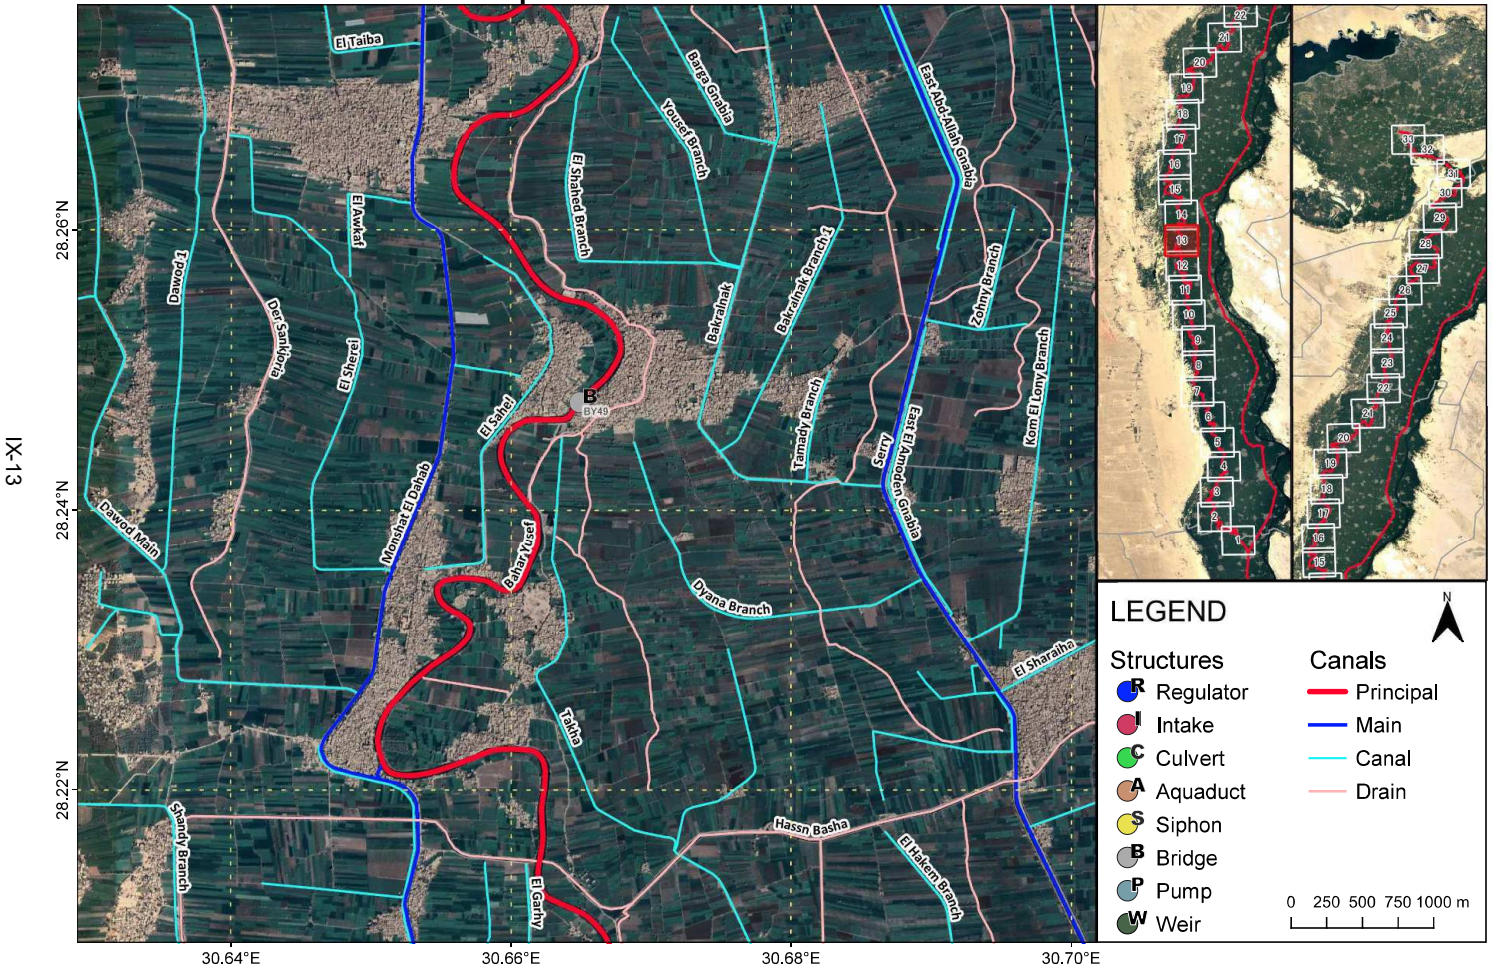 IX-13
28.26°N
28.24°N
28.22°N
30.64°E
30.66°E
30.68°E
30.70°E
El Taiba
Barga Gnabia
Yousef Branch
East Abd-Allah Gnabia
El Shahed Branch
El Awkaf
Dawod 1
Der Sankoria
El Sherei
Bakralnak
Bakralnak Branch 1
Zohny Branch
Kom El Lony Branch
B
BY49
El Sahel
Tamady Branch
Serry
East El Amoden Gnabia
Monshat El Dahab
Dawod Main
Bahar Yusef
Dyana Branch
El Sharaiha
Takha
Shandy Branch
Hassn Basha
El Hakem Branch
El Garhy
22
21
20
19
18
17
16
15
14
13
12
11
10
9
8
7
6
5
4
3
2
1
33
32
31
30
29
28
27
26
25
24
23
22
21
20
19
18
17
16
15
LEGEND
N
Structures
R Regulator
I Intake
C Culvert
A Aquaduct
S Siphon
B Bridge
P Pump
W Weir
Canals
Principal
Main
Canal
Drain
0 250 500 750 1000 m